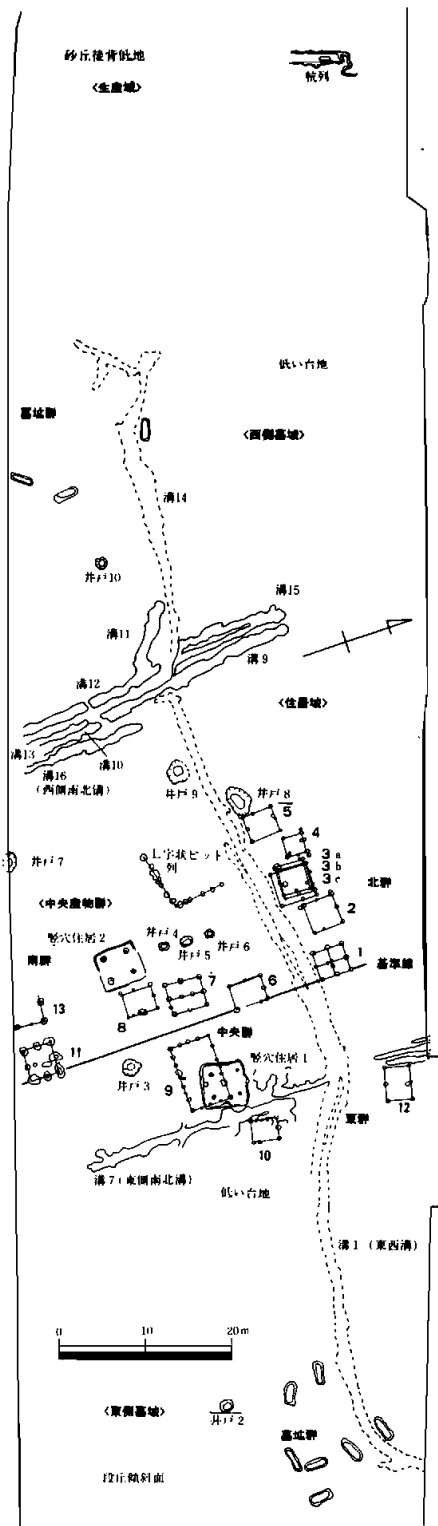 砂丘後背低地
〈生産域〉
杭列
低い台地
墓壙群
〈西側墓域〉
溝14
井戸10
溝15
溝11
溝9
溝12
〈住居域〉
溝13
溝10
溝16
(西側南北溝)
井戸9
井戸8
5
4
3a
3b
3c
L字状ピット列
井戸7
北群
〈中央建物群〉
2
井戸4
井戸6
竪穴住居2
井戸5
1
基準線
南群
7
6
13
8
中央群
11
竪穴住居1
井戸3
9
12
東群
10
溝7(東側南北溝)
低い台地
溝1(東西溝)
0 10 20m
〈東側墓域〉
井戸2
墓壙群
段丘傾斜面